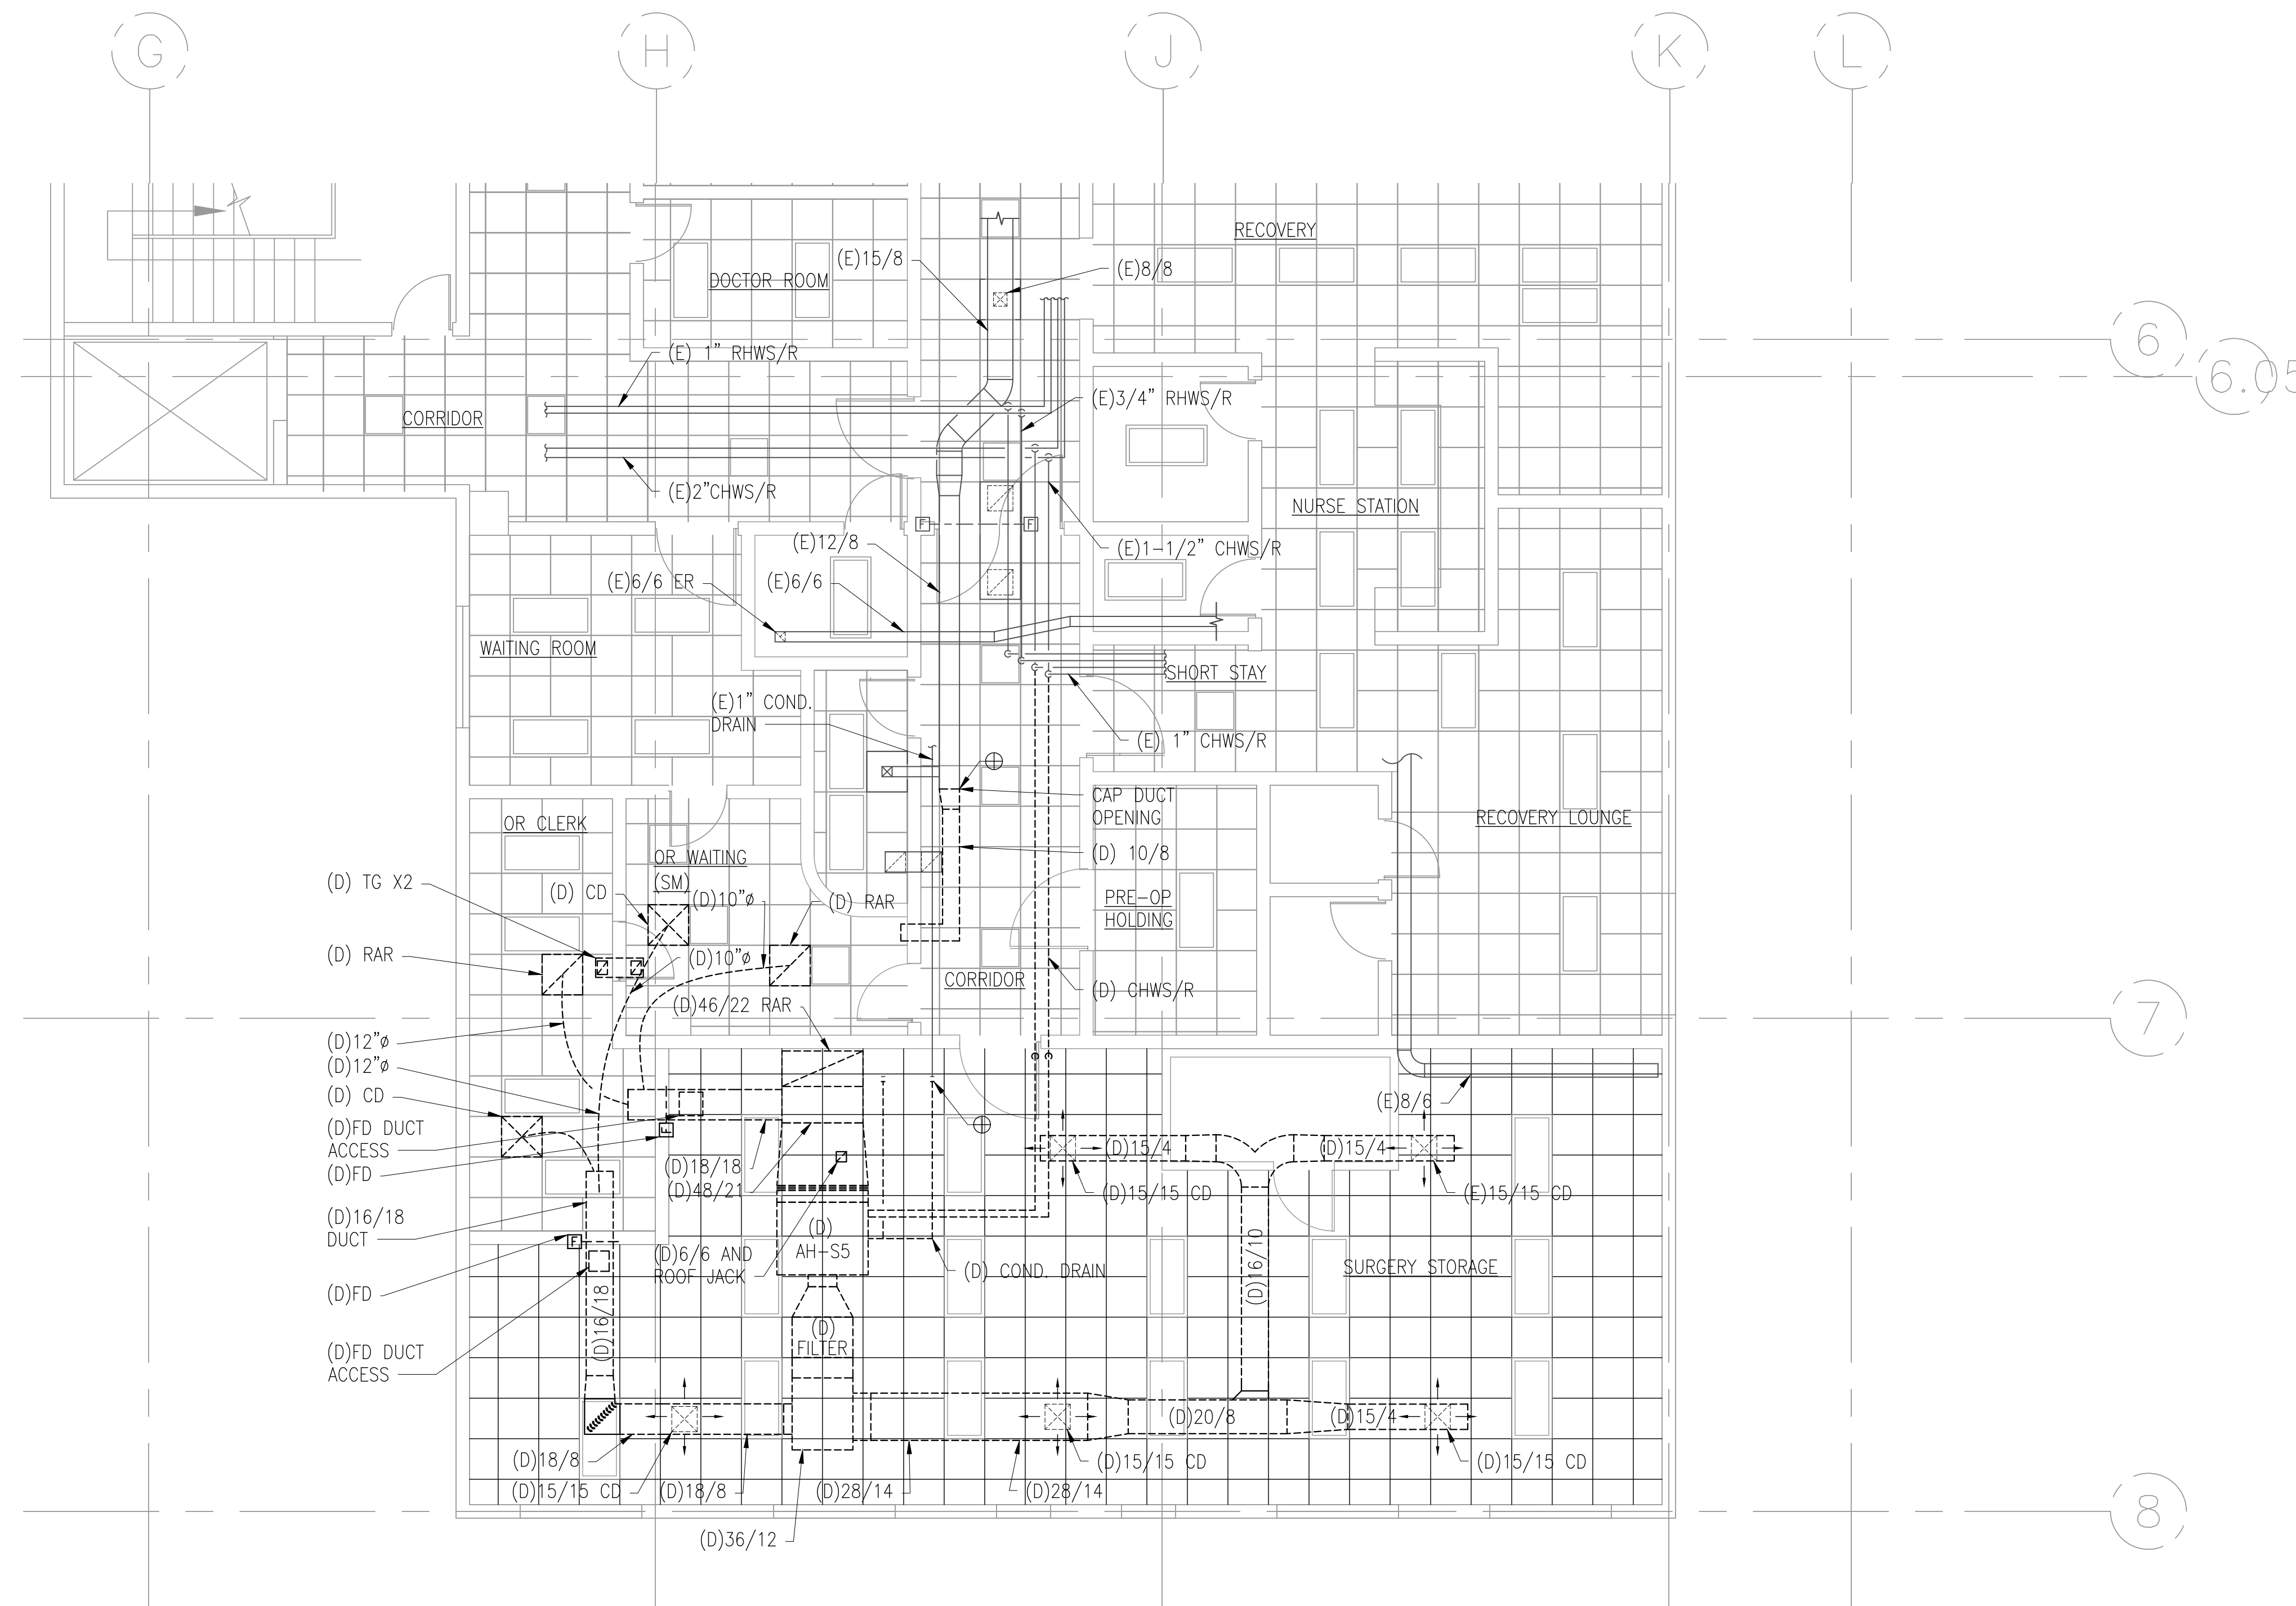 G
H
J
K
L
RECOVERY
(E)15/8
(E)8/8
DOCTOR ROOM
6
6.05
(E) 1" RHWS/R
(E)3/4" RHWS/R
CORRIDOR
(E)2"CHWS/R
NURSE STATION
F
F
(E)12/8
(E)1-1/2" CHWS/R
(E)6/6 ER
(E)6/6
WAITING ROOM
SHORT STAY
(E)1" COND.
DRAIN
(E) 1" CHWS/R
CAP DUCT
OPENING
OR CLERK
RECOVERY LOUNGE
(D) 10/8
OR WAITING
(SM)
(D) TG X2
(D) CD
(D)10"ø
(D) RAR
PRE-OP
HOLDING
(D) RAR
(D)10"ø
CORRIDOR
(D) CHWS/R
(D)46/22 RAR
7
(D)12"ø
(D)12"ø
(D) CD
(E)8/6
(D)FD DUCT
ACCESS
F
(D)FD
(D)15/4
(D)15/4
(D)18/18
(D)48/21
(D)15/15 CD
(E)15/15 CD
(D)16/18
DUCT
F
(D)
AH-S5
(D)6/6 AND
ROOF JACK
(D) COND. DRAIN
(D)16/10
SURGERY STORAGE
(D)FD
(D)16/18
(D)
FILTER
(D)FD DUCT
ACCESS
(D)20/8
(D)15/4
(D)18/8
(D)15/15 CD
(D)15/15 CD
(D)15/15 CD
(D)18/8
(D)28/14
(D)28/14
8
(D)36/12